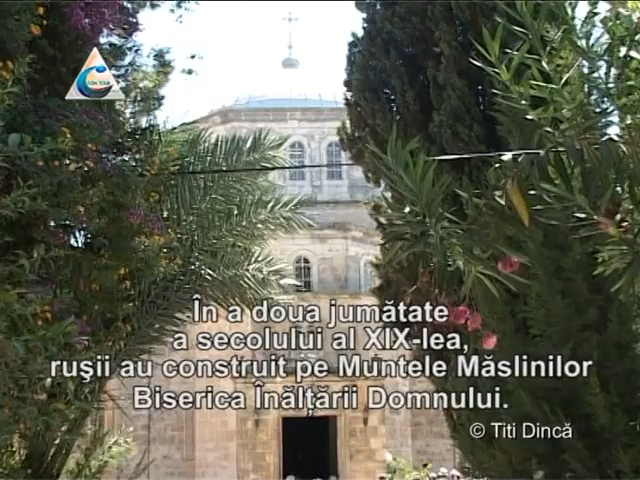 În a doua jumătate
a secolului al XIX-lea,
ruşii au construit pe Muntele Măslinilor
Biserica Înălţării Domnului.
© Titi Dincă